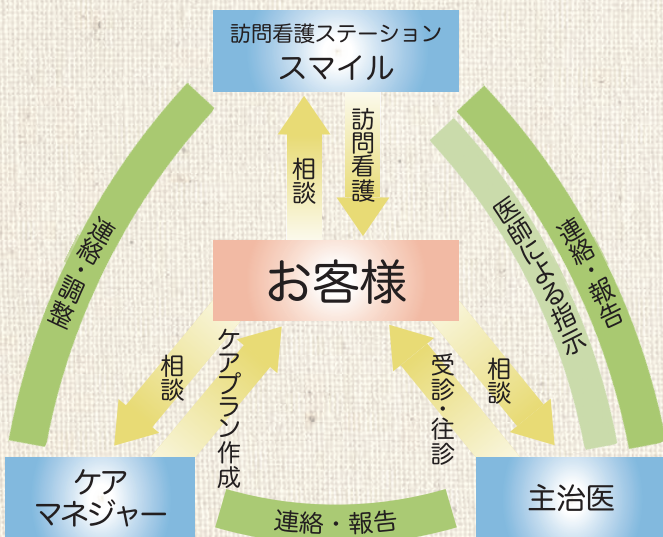 訪問看護ステーション
スマイル
相談
訪問看護
連絡・調整
医師による指示
連絡・報告
お客様
相談
ケアプラン作成
受診・往診
相談
ケア
マネジャー
連絡・報告
主治医